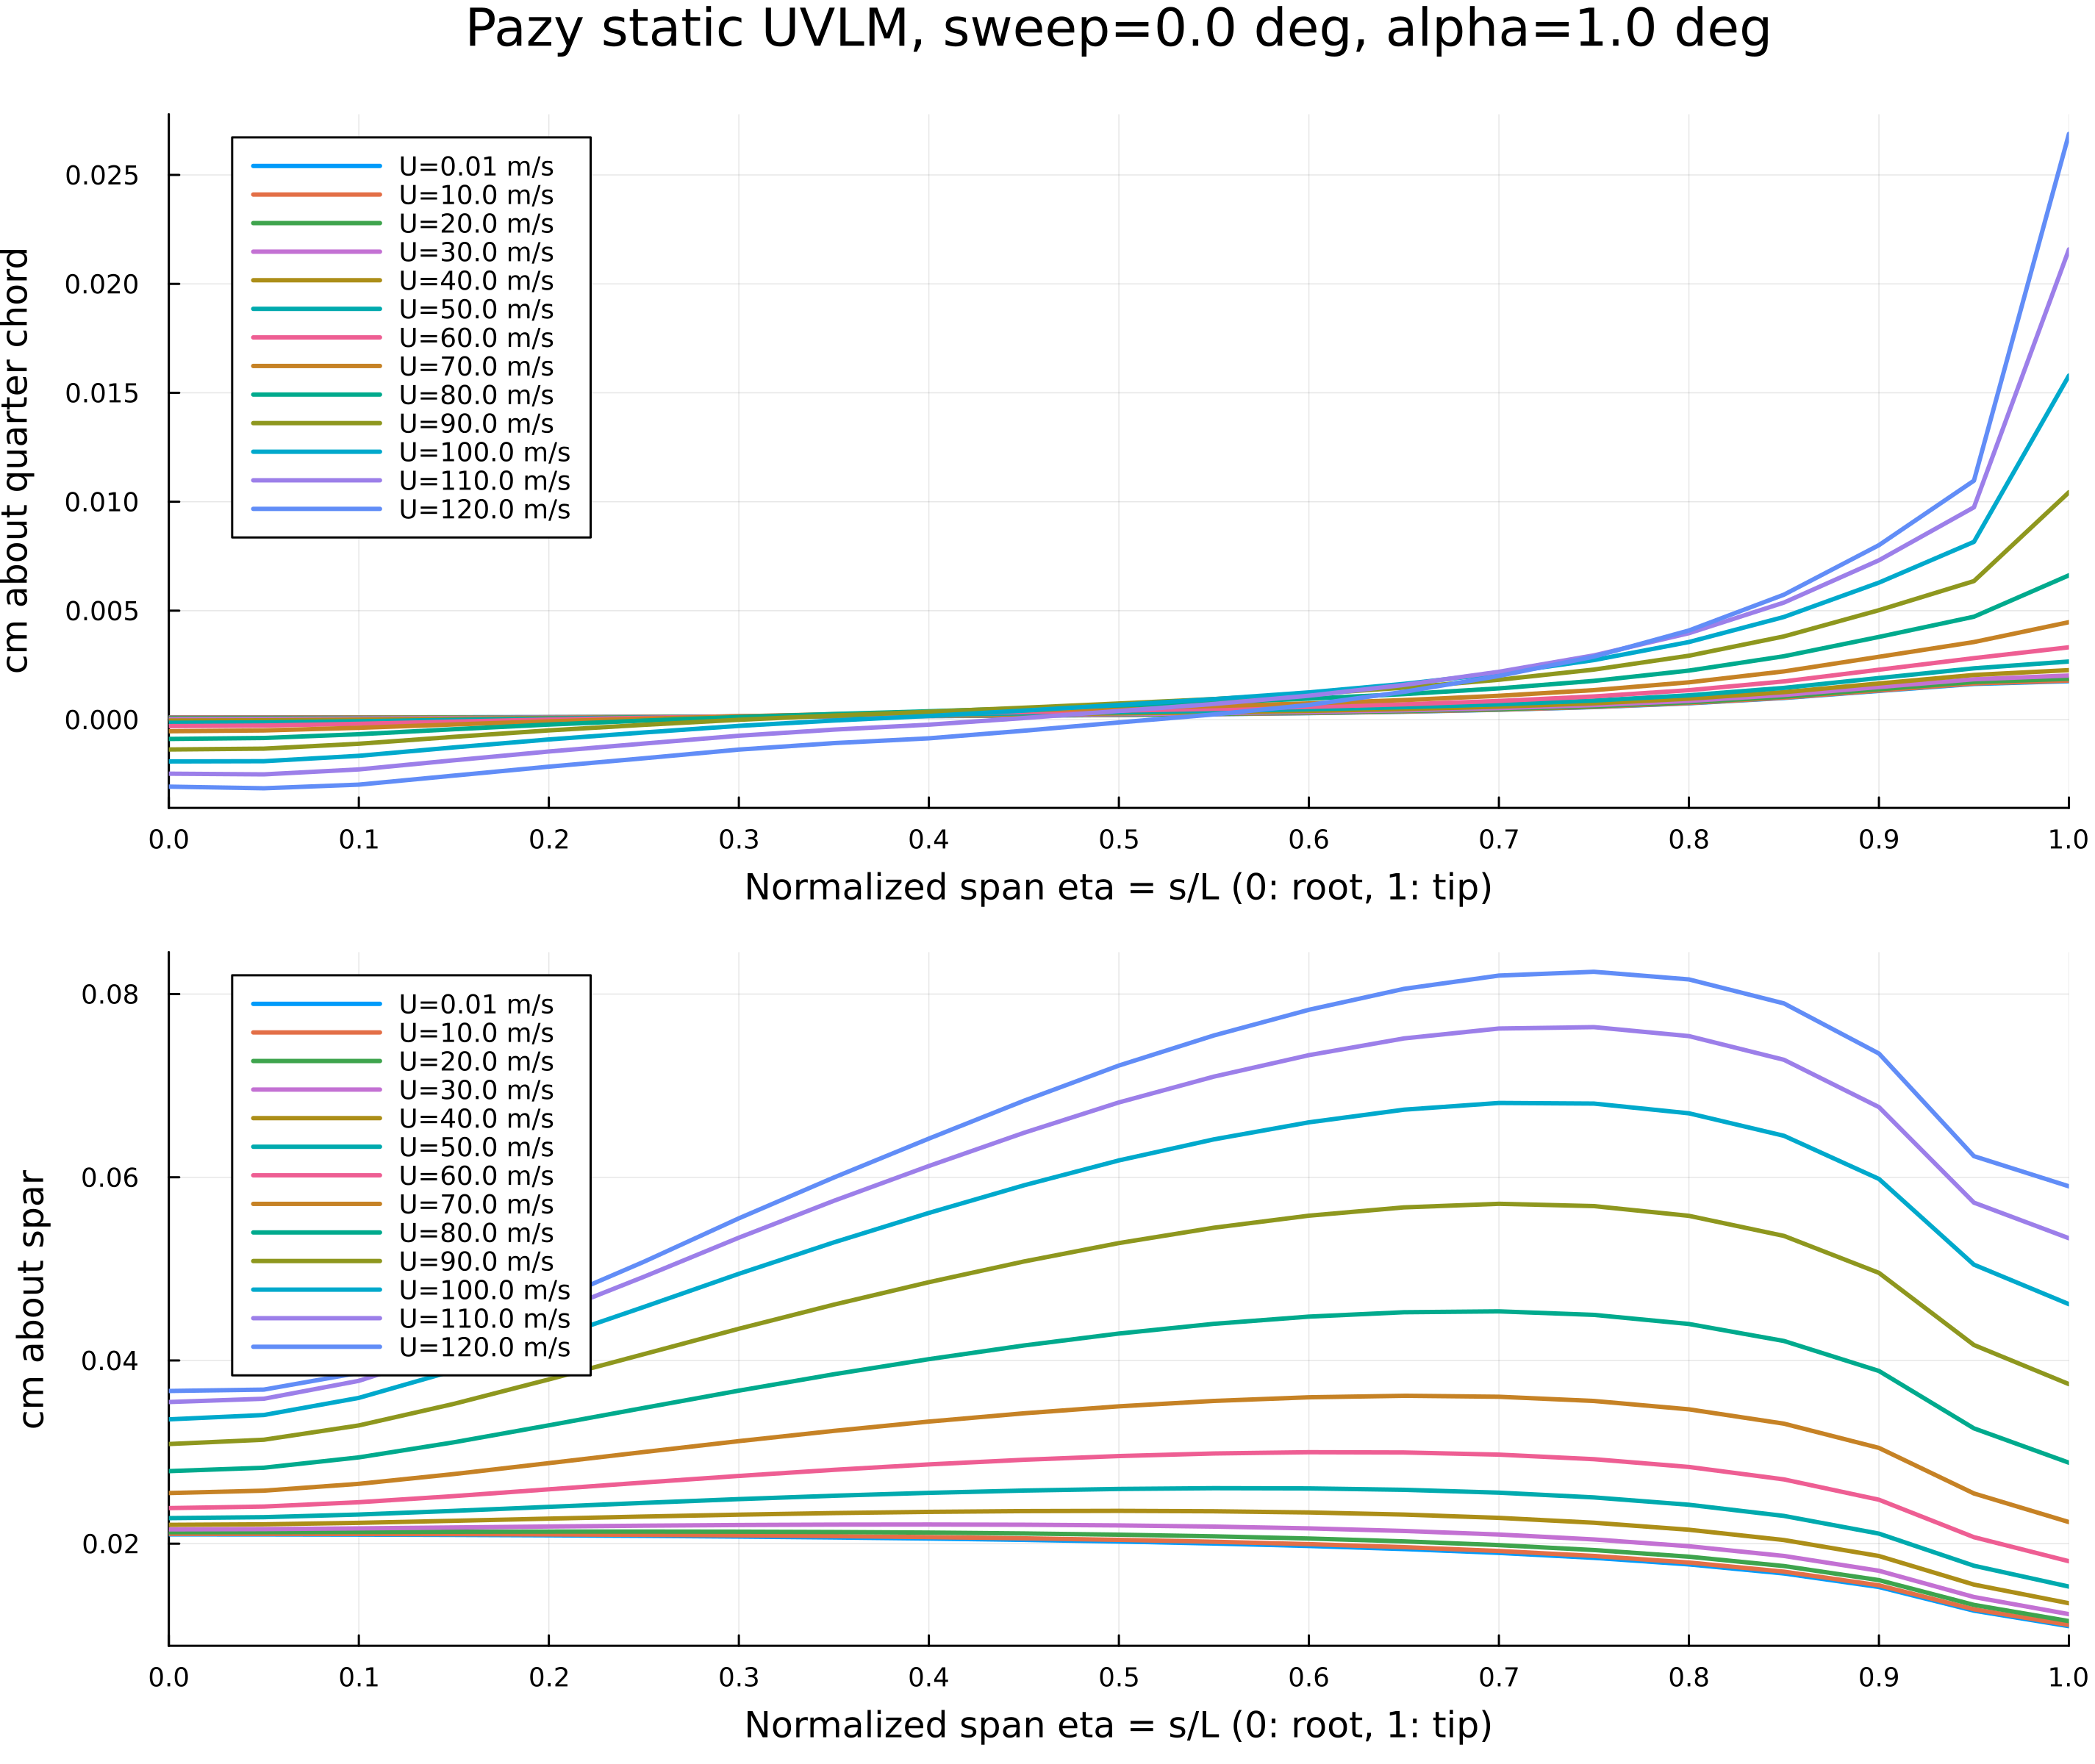 Pazy static UVLM, sweep=0.0 deg, alpha=1.0 deg
cm about quarter chord
0.025
0.020
0.015
0.010
0.005
0.000
U=0.01 m/s
U=10.0 m/s
U=20.0 m/s
U=30.0 m/s
U=40.0 m/s
U=50.0 m/s
U=60.0 m/s
U=70.0 m/s
U=80.0 m/s
U=90.0 m/s
U=100.0 m/s
U=110.0 m/s
U=120.0 m/s
0.0 0.1 0.2 0.3 0.4 0.5 0.6 0.7 0.8 0.9 1.0
Normalized span eta = s/L (0: root, 1: tip)
cm about spar
0.08
0.06
0.04
0.02
U=0.01 m/s
U=10.0 m/s
U=20.0 m/s
U=30.0 m/s
U=40.0 m/s
U=50.0 m/s
U=60.0 m/s
U=70.0 m/s
U=80.0 m/s
U=90.0 m/s
U=100.0 m/s
U=110.0 m/s
U=120.0 m/s
0.0 0.1 0.2 0.3 0.4 0.5 0.6 0.7 0.8 0.9 1.0
Normalized span eta = s/L (0: root, 1: tip)